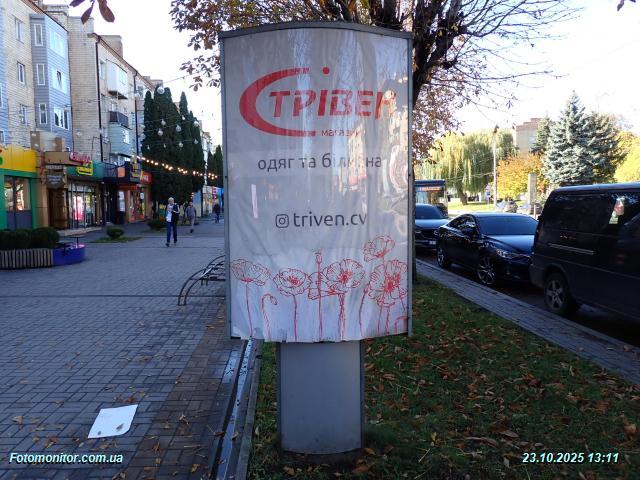 ТРІВЕН
магазин
одяг та білизна
triven.cv
Fotomonitor.com.ua
23.10.2025 13:11